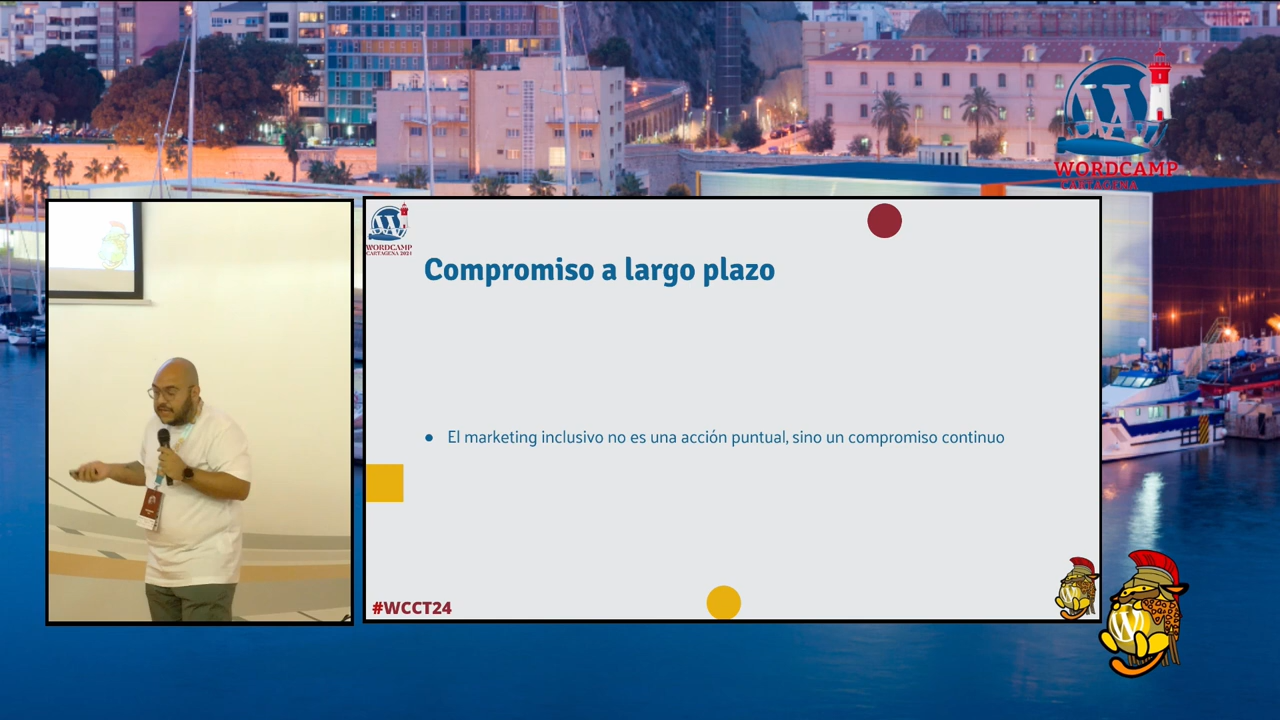 WORDCAMP
CARTAGENA
WORDCAMP
CARTAGENA 2024
Compromiso a largo plazo
● El marketing inclusivo no es una acción puntual, sino un compromiso continuo
#WCCT24